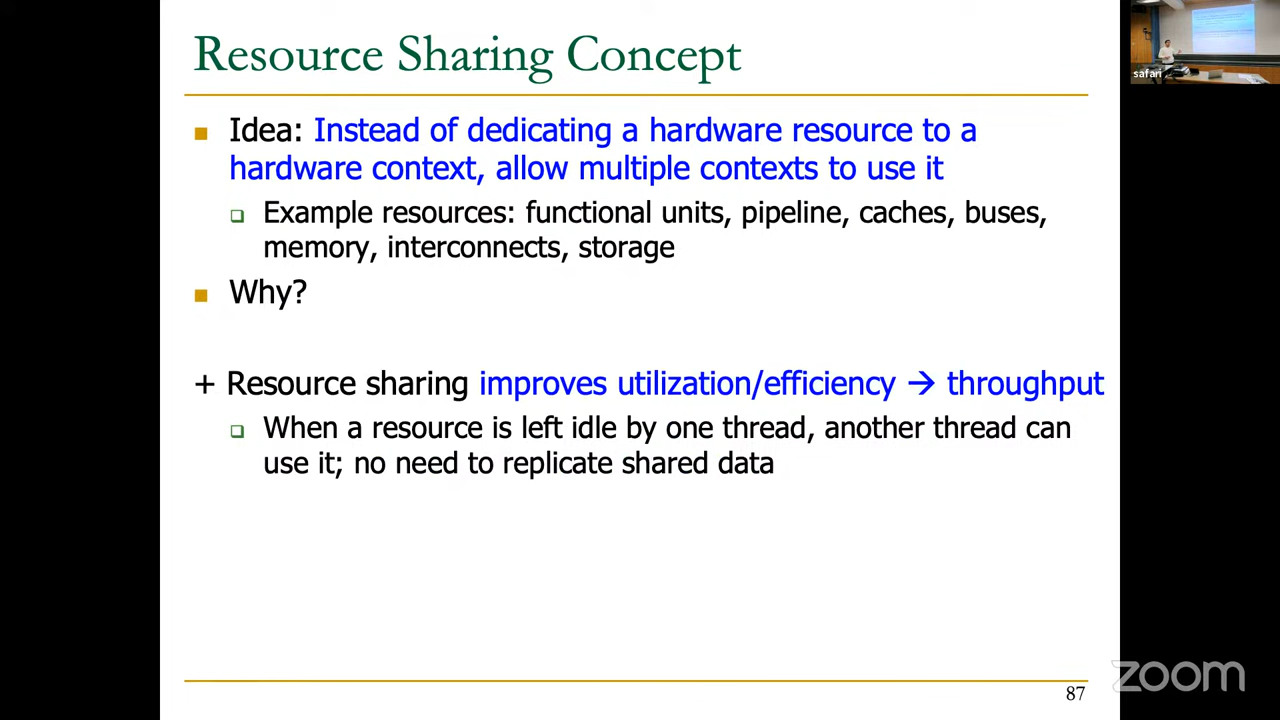 Resource Sharing Concept
safari
Idea: Instead of dedicating a hardware resource to a
hardware context, allow multiple contexts to use it
Example resources: functional units, pipeline, caches, buses,
memory, interconnects, storage
Why?
+ Resource sharing improves utilization/efficiency → throughput
When a resource is left idle by one thread, another thread can
use it; no need to replicate shared data
87
zoom